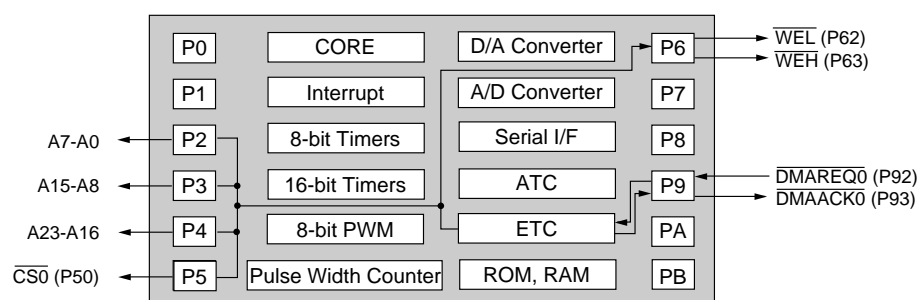 P0 CORE D/A Converter P6 WEL (P62)
WEH (P63)
P1 Interrupt A/D Converter P7
A7-A0 P2 8-bit Timers Serial I/F P8
A15-A8 P3 16-bit Timers ATC P9 DMAREQ0 (P92)
DMAACK0 (P93)
A23-A16 P4 8-bit PWM ETC PA
CS0 (P50) P5 Pulse Width Counter ROM, RAM PB